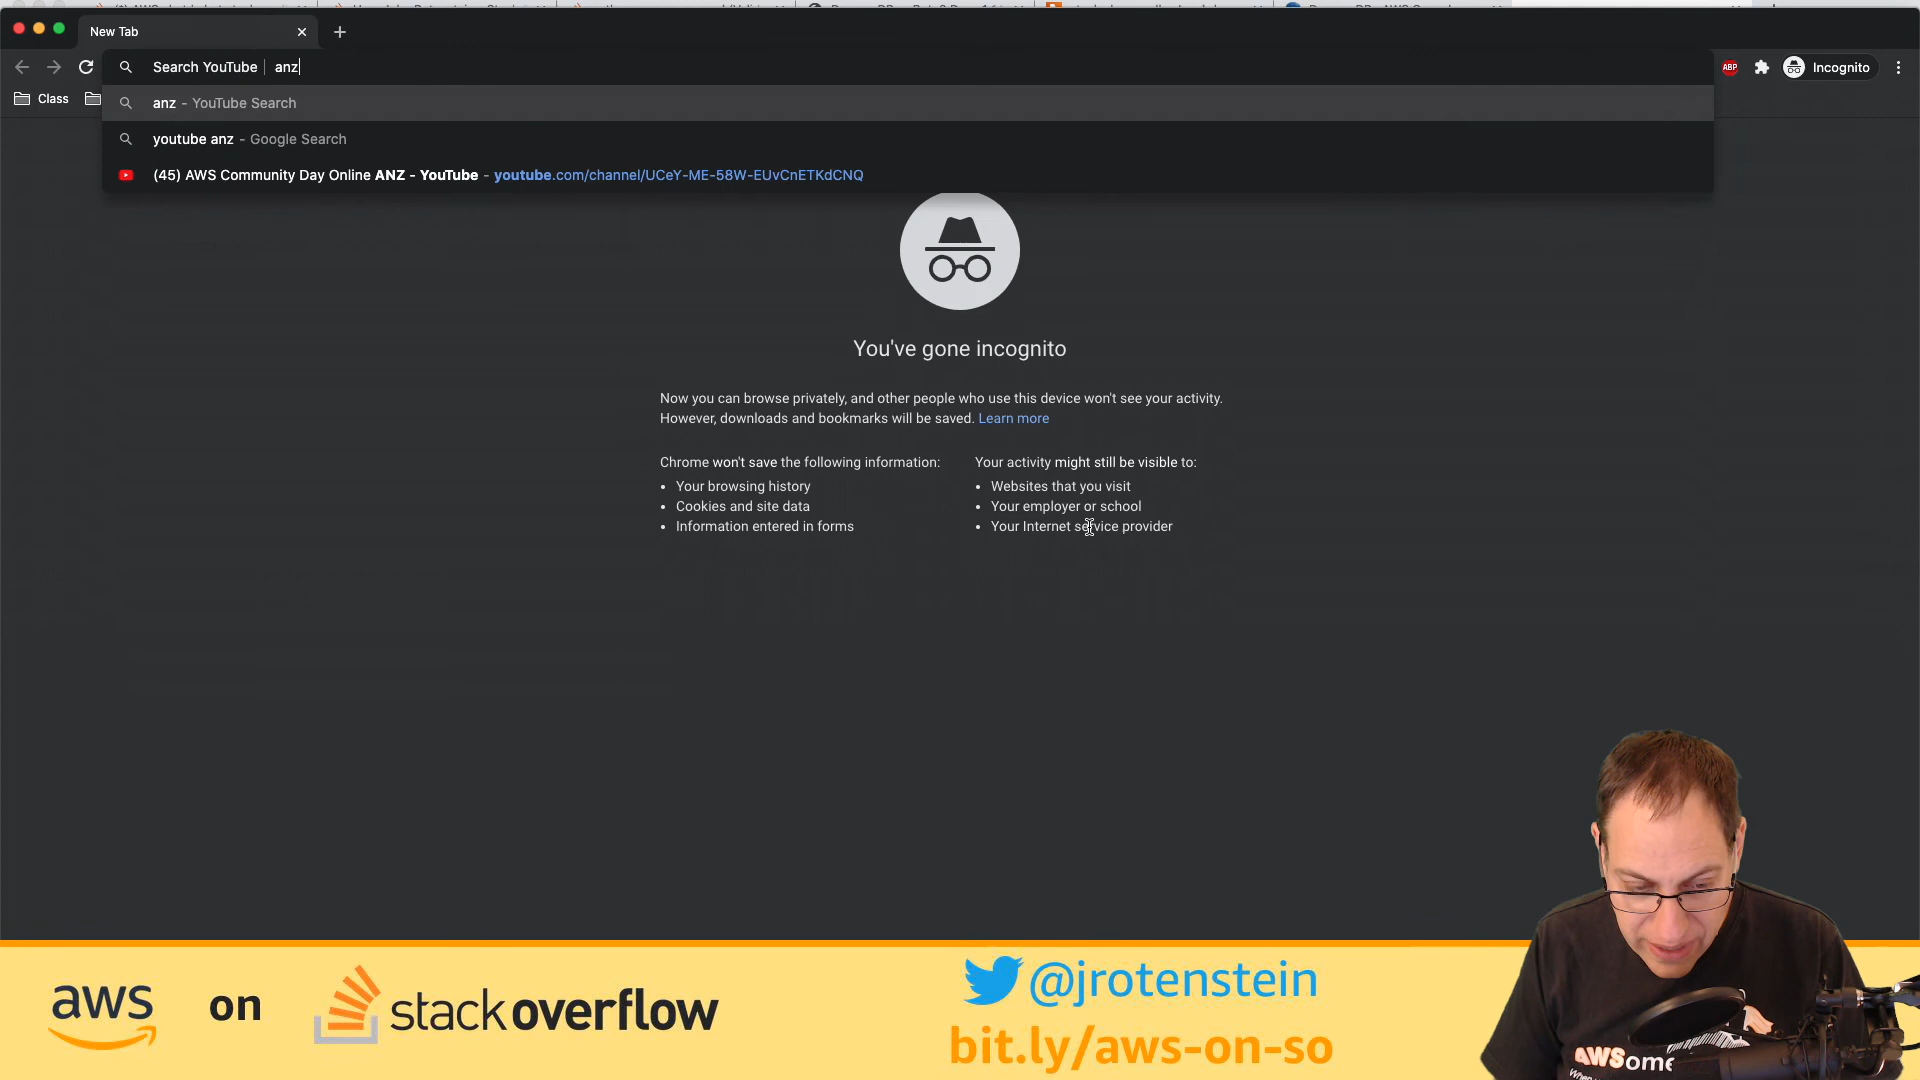 New Tab
Search YouTube | anz
ABP
Incognito
Class
anz - YouTube Search
youtube anz - Google Search
(45) AWS Community Day Online ANZ - YouTube - youtube.com/channel/UCeY-ME-58W-EUvCnETKdCNQ
You've gone incognito
Now you can browse privately, and other people who use this device won't see your activity.
However, downloads and bookmarks will be saved. Learn more
Chrome won't save the following information:
Your browsing history
Cookies and site data
Information entered in forms
Your activity might still be visible to:
Websites that you visit
Your employer or school
Your Internet service provider
aws on stackoverflow
@jrotenstein
bit.ly/aws-on-so
AWSome